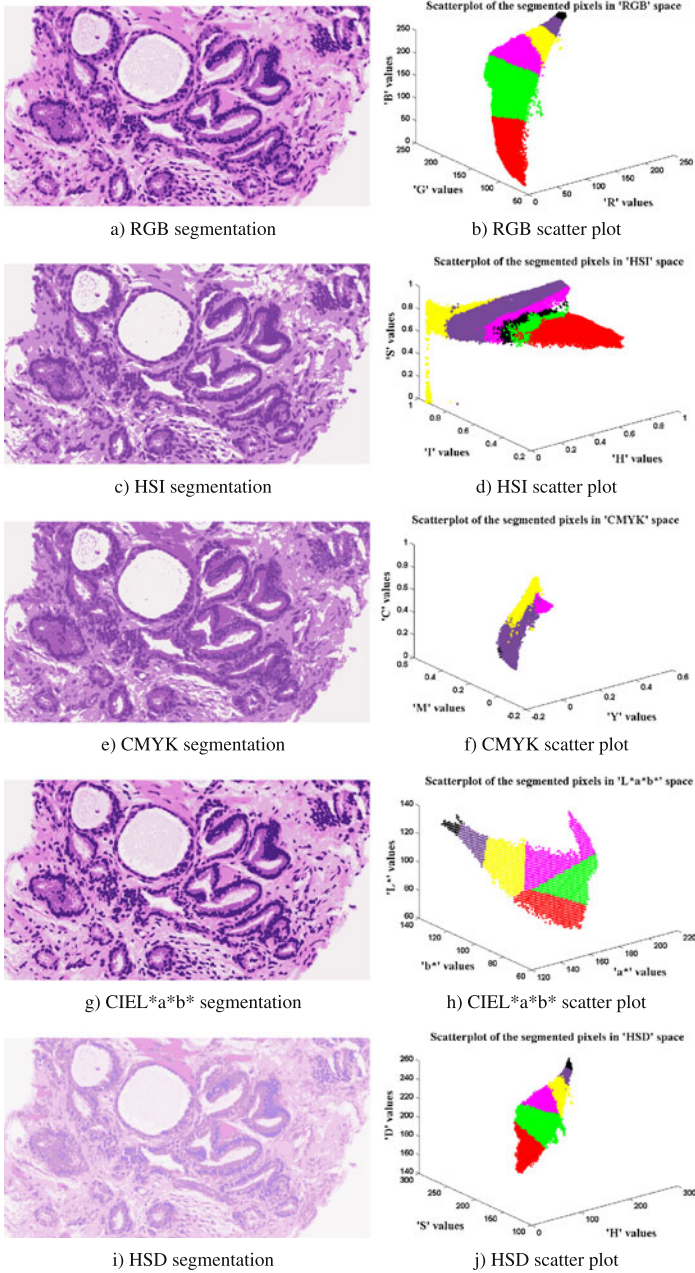 Scatterplot of the segmented pixels in 'RGB' space
250
200
150
100
50
0
'B' values
250
200
150
100
50
'G' values
0
50
100
150
200
250
'R' values
a) RGB segmentation
b) RGB scatter plot
Scatterplot of the segmented pixels in 'HSI' space
1
0.8
0.6
0.4
0.2
0
'S' values
1
0.8
0.6
0.4
0.2
'I' values
0
0.2
0.4
0.6
0.8
1
'H' values
c) HSI segmentation
d) HSI scatter plot
Scatterplot of the segmented pixels in 'CMYK' space
1
0.8
0.6
0.4
0.2
0
'C' values
0.6
0.4
0.2
0
-0.2
'M' values
-0.2
0
0.2
0.4
0.6
'Y' values
e) CMYK segmentation
f) CMYK scatter plot
Scatterplot of the segmented pixels in 'L*a*b*' space
140
120
100
80
60
'L*' values
140
120
100
80
60
'b*' values
120
140
160
180
200
220
'a*' values
g) CIEL*a*b* segmentation
h) CIEL*a*b* scatter plot
Scatterplot of the segmented pixels in 'HSD' space
260
240
220
200
180
160
140
'D' values
300
250
200
150
100
'S' values
0
100
200
300
'H' values
i) HSD segmentation
j) HSD scatter plot